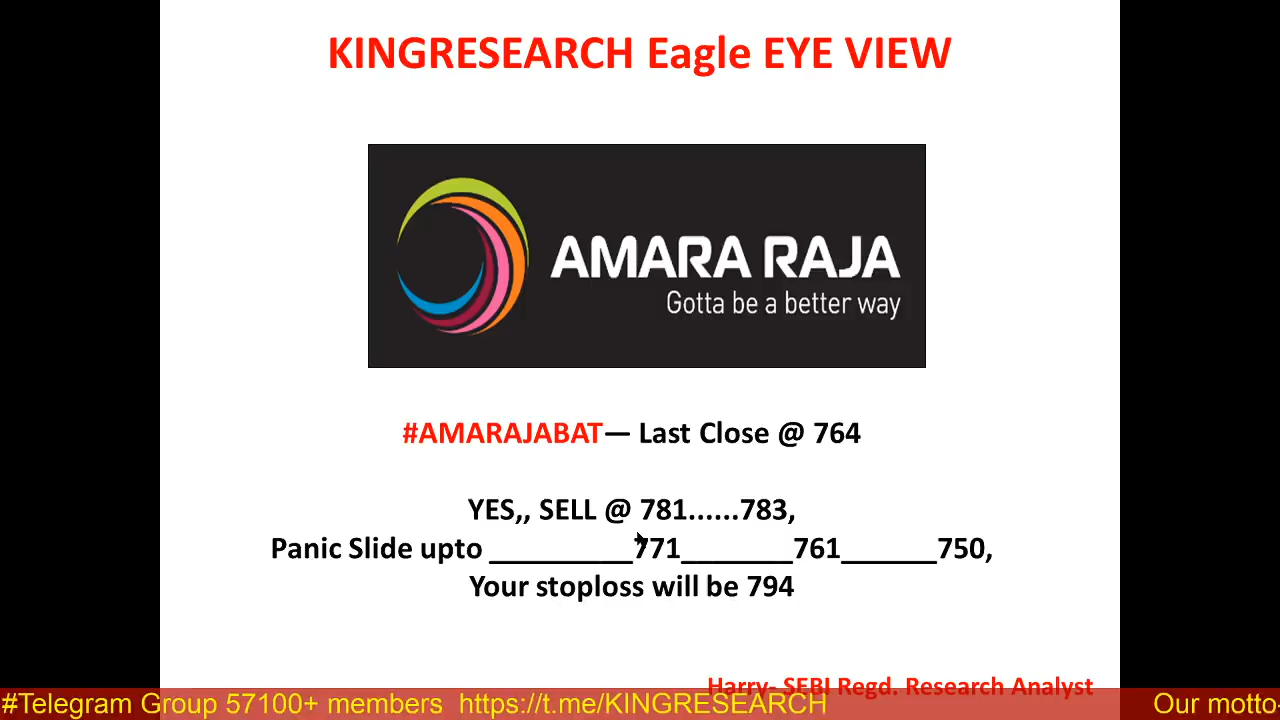 KINGRESEARCH Eagle EYE VIEW
AMARA RAJA
Gotta be a better way
#AMARAJABAT— Last Close @ 764
YES,, SELL @ 781......783,
Panic Slide upto _________771_______761______750,
Your stoploss will be 794
Harry- SEBI Regd. Research Analyst
#Telegram Group 57100+ members https://t.me/KINGRESEARCH Our motto-